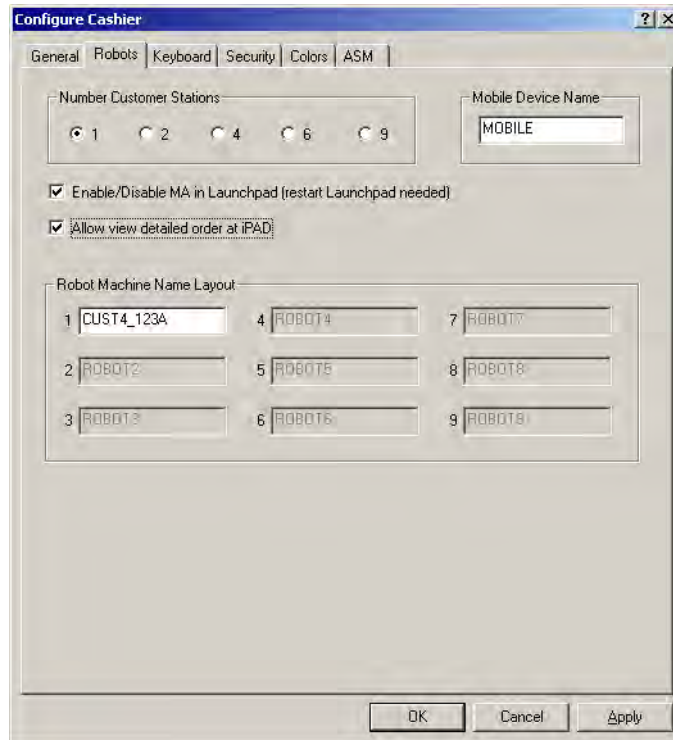 Configure Cashier
General Robots Keyboard Security Colors ASM
Number Customer Stations
1 2 4 6 9
Mobile Device Name
MOBILE
Enable/Disable MA in Launchpad (restart Launchpad needed)
Allow view detailed order at iPAD
Robot Machine Name Layout
1 CUST4_123A 4 ROBOT4 7 ROBOT7
2 ROBOT2 5 ROBOT5 8 ROBOT8
3 ROBOT3 6 ROBOT6 9 ROBOT9
OK Cancel Apply